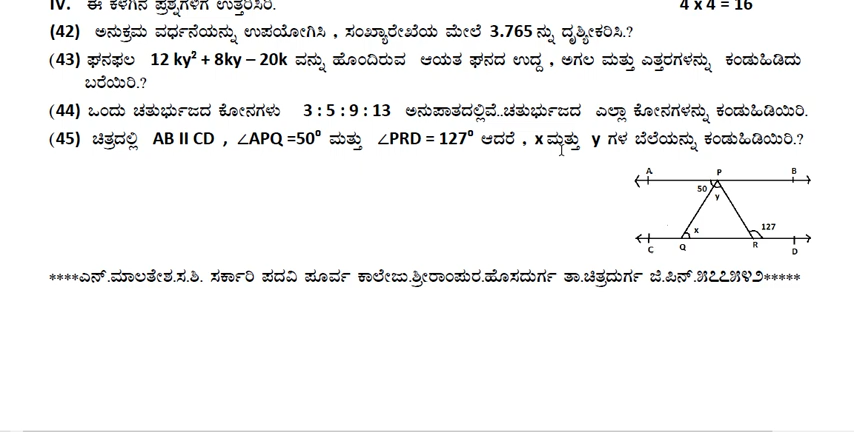 IV. ಈ ಕೆಳಗಿನ ಪ್ರಶ್ನೆಗಳಿಗೆ ಉತ್ತರಿಸಿರಿ. 4 x 4 = 16
(42) ಅನುಕ್ರಮ ವರ್ಧನೆಯನ್ನು ಉಪಯೋಗಿಸಿ , ಸಂಖ್ಯಾರೇಖೆಯ ಮೇಲೆ 3.765 ನ್ನು ದೃಶ್ಯೀಕರಿಸಿ.?
(43) ಘನಫಲ 12 ky² + 8ky – 20k ವನ್ನು ಹೊಂದಿರುವ ಆಯತ ಘನದ ಉದ್ದ , ಅಗಲ ಮತ್ತು ಎತ್ತರಗಳನ್ನು ಕಂಡುಹಿಡಿದು
ಬರೆಯಿರಿ.?
(44) ಒಂದು ಚತುರ್ಭುಜದ ಕೋನಗಳು 3 : 5 : 9 : 13 ಅನುಪಾತದಲ್ಲಿವೆ..ಚತುರ್ಭುಜದ ಎಲ್ಲಾ ಕೋನಗಳನ್ನು ಕಂಡುಹಿಡಿಯಿರಿ.
(45) ಚಿತ್ರದಲ್ಲಿ AB II CD , ∠APQ =50⁰ ಮತ್ತು ∠PRD = 127⁰ ಆದರೆ , x ಮತ್ತು y ಗಳ ಬೆಲೆಯನ್ನು ಕಂಡುಹಿಡಿಯಿರಿ.?
A P B
50
y
x 127
C Q R D
****ಎನ್.ಮಾಲತೇಶ.ಸ.ಶಿ. ಸರ್ಕಾರಿ ಪದವಿ ಪೂರ್ವ ಕಾಲೇಜು.ಶ್ರೀರಾಂಪುರ.ಹೊಸದುರ್ಗ ತಾ.ಚಿತ್ರದುರ್ಗ ಜಿ.ಪಿನ್.೫೭೭೫೪೨*****